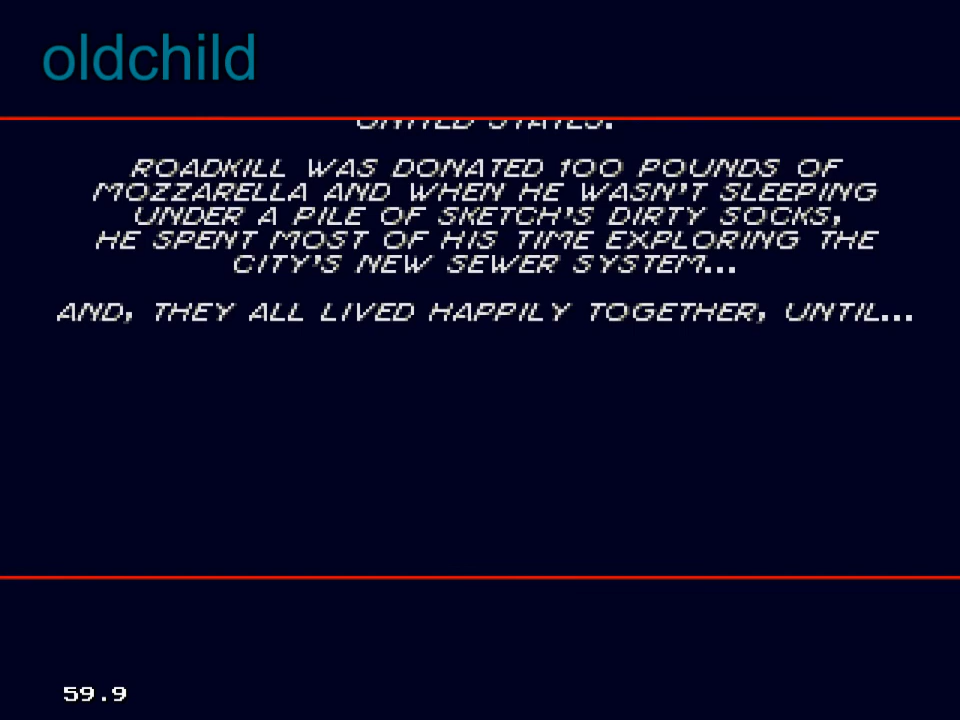 oldchild
UNITED STATES.
ROADKILL WAS DONATED 100 POUNDS OF
MOZZARELLA AND WHEN HE WASN'T SLEEPING
UNDER A PILE OF SKETCH'S DIRTY SOCKS,
HE SPENT MOST OF HIS TIME EXPLORING THE
CITY'S NEW SEWER SYSTEM...
AND, THEY ALL LIVED HAPPILY TOGETHER, UNTIL...
59.9